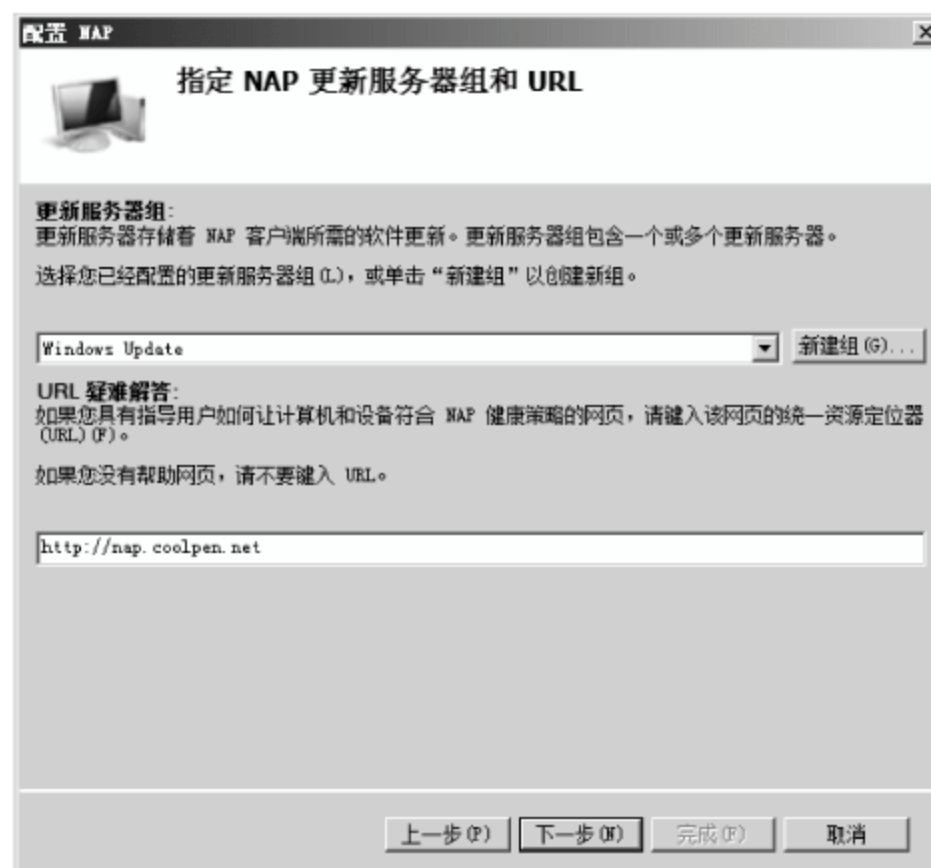 配置 NAP
指定 NAP 更新服务器组和 URL
更新服务器组:
更新服务器存储着 NAP 客户端所需的软件更新。更新服务器组包含一个或多个更新服务器。
选择您已经配置的更新服务器组(L)，或单击“新建组”以创建新组。
Windows Update
新建组(G)...
URL 疑难解答:
如果您具有指导用户如何让计算机和设备符合 NAP 健康策略的网页，请键入该网页的统一资源定位器
(URL)(F)。
如果您没有帮助网页，请不要键入 URL。
http://nap.coolpen.net
上一步(P)
下一步(N)
完成(F)
取消